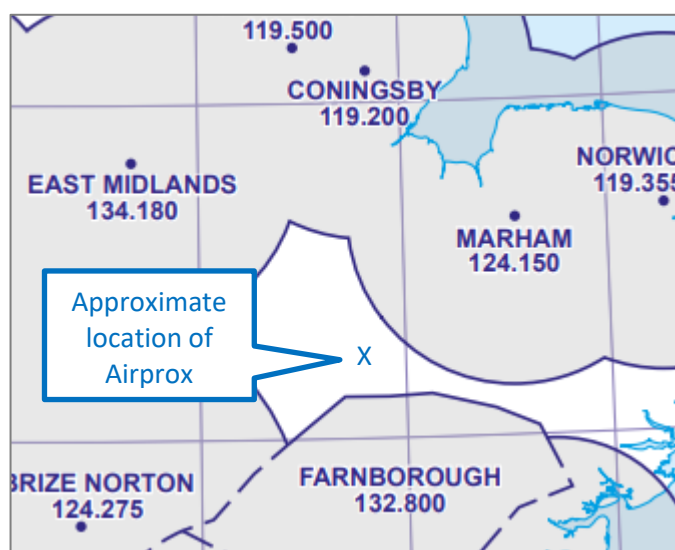 119.500
CONINGSBY
119.200
NORWIC
119.355
EAST MIDLANDS
134.180
MARHAM
124.150
Approximate
location of
Airprox
X
FARNBOROUGH
132.800
BRIZE NORTON
124.275